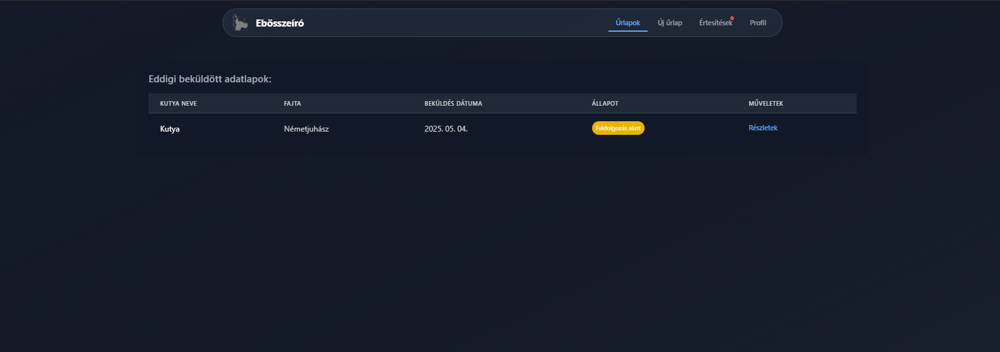 Ebösszeíró
Űrlapok Új űrlap Értesítések Profil
Eddigi beküldött adatlapok:
KUTYA NEVE FAJTA BEKÜLDÉS DÁTUMA ÁLLAPOT MŰVELETEK
Kutya Németjuhász 2025. 05. 04. Feldolgozás alatt Részletek